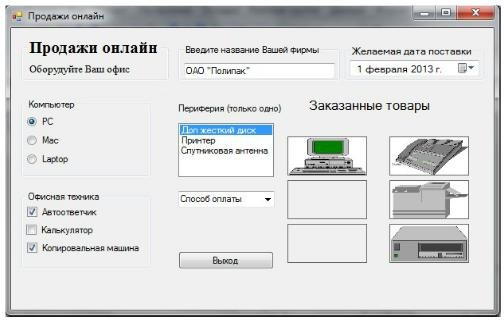 Продажи онлайн
Продажи онлайн
Оборудуйте Ваш офис
Введите название Вашей фирмы
ОАО "Полипак"
Желаемая дата поставки
1 февраля 2013 г.
Компьютер
PC
Mac
Laptop
Периферия (только одно)
Доп жесткий диск
Принтер
Спутниковая антенна
Заказанные товары
Офисная техника
Автоответчик
Калькулятор
Копировальная машина
Способ оплаты
Выход